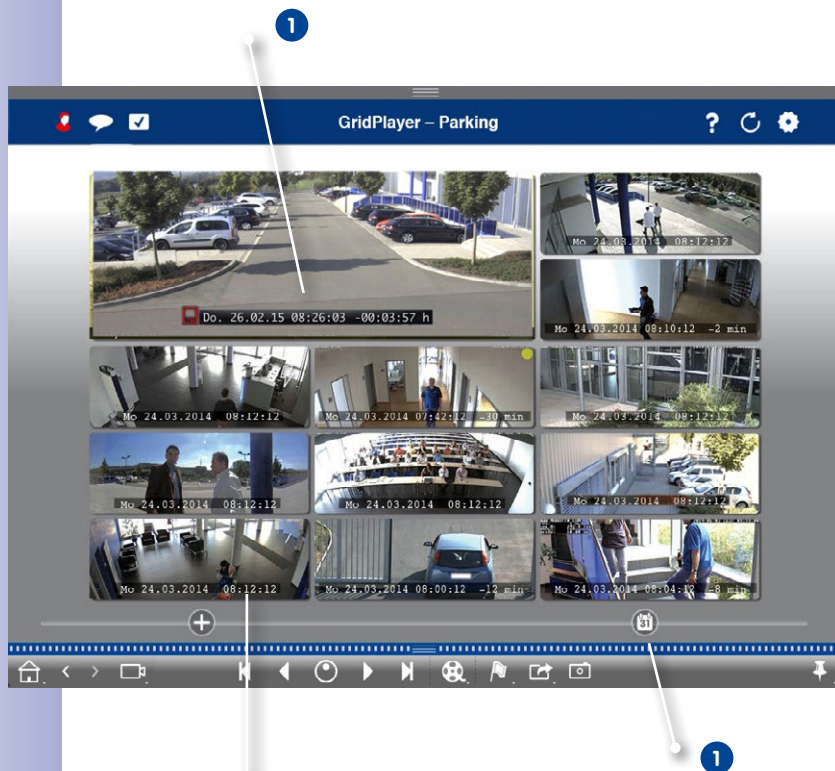 1
GridPlayer – Parking
?
Mo 24.03.2014 08:12:12
Do. 26.02.15 08:26:03 -00:03:57 h
Mo 24.03.2014 08:10:12 -2 min
Mo 24.03.2014 08:12:12
Mo 24.03.2014 07:42:12 -30 min
Mo 24.03.2014 08:12:12
Mo 24.03.2014 08:12:12
Mo 24.03.2014 08:12:12
Mo 24.03.2014 08:12:12
Mo 24.03.2014 08:12:12
Mo 24.03.2014 08:00:12 -12 min
Mo 24.03.2014 08:04:12 -8 min
31
1